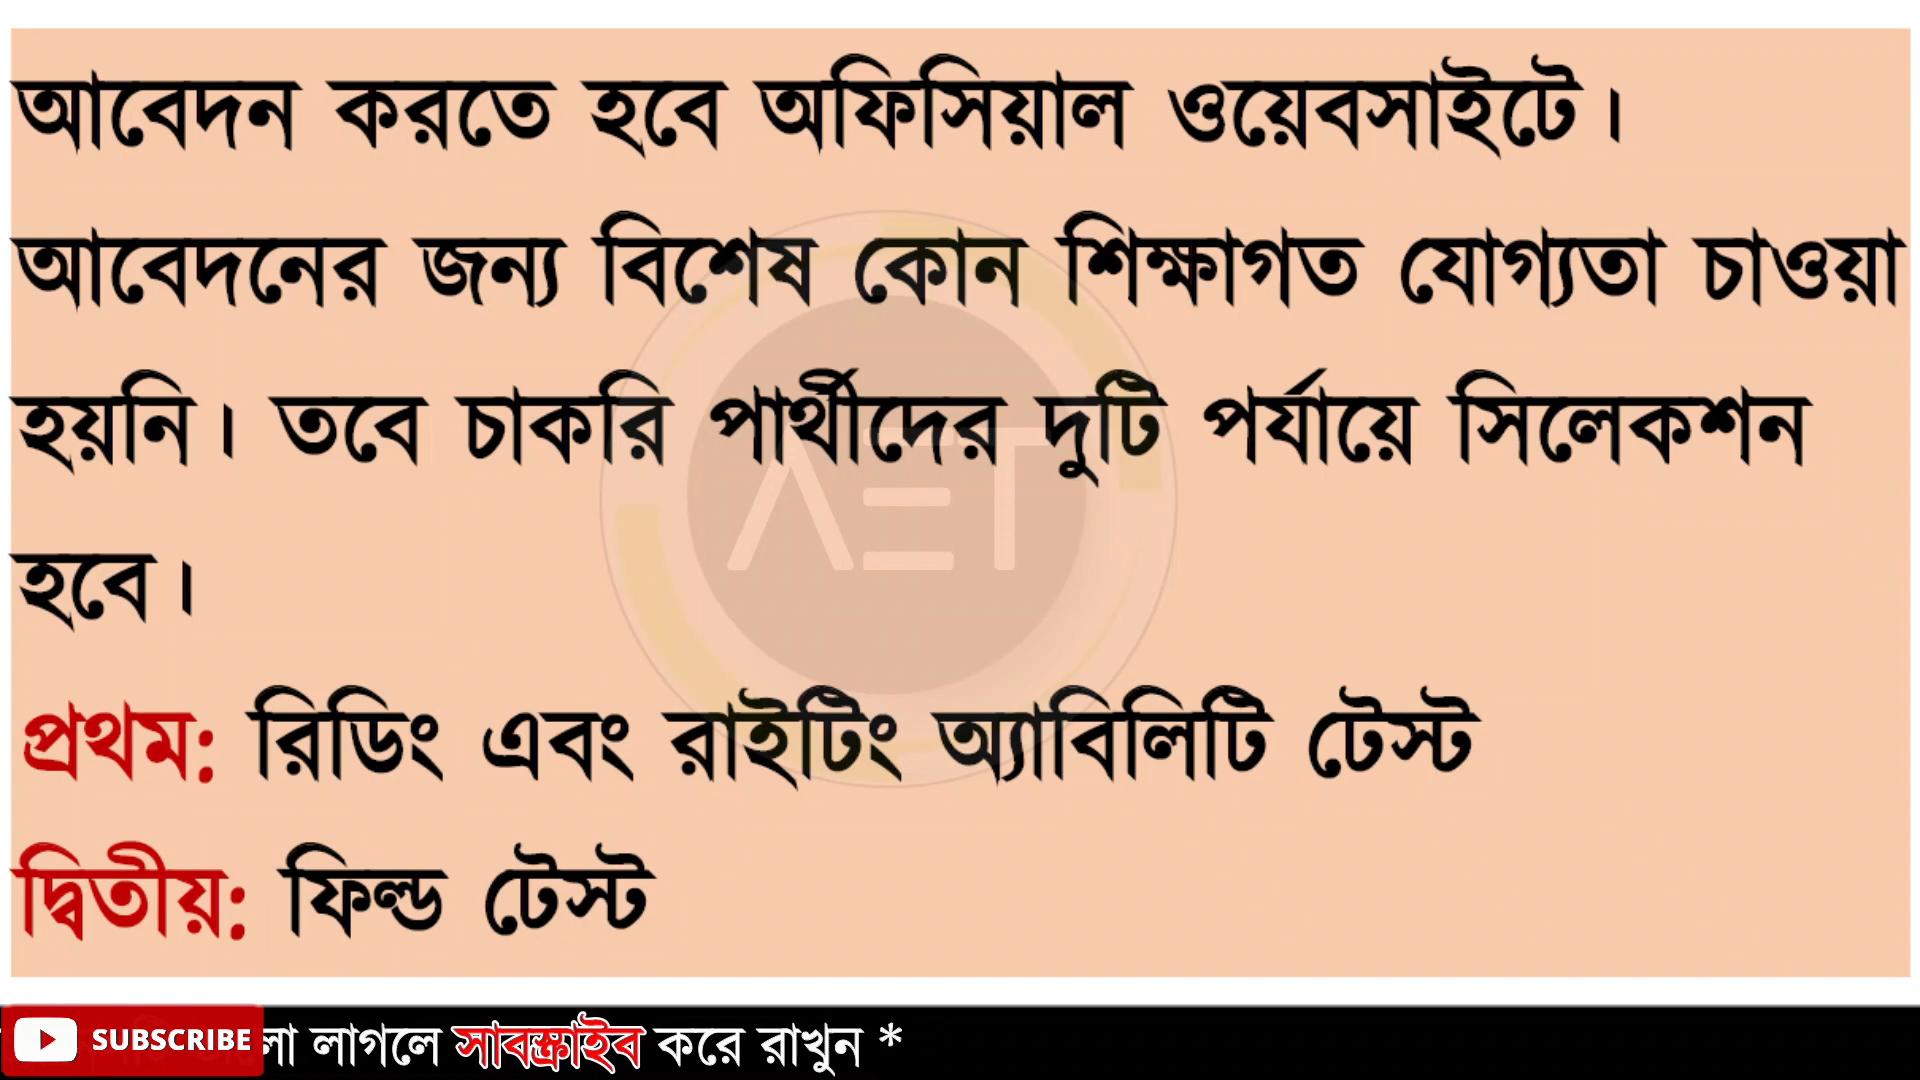 আবেদন করতে হবে অফিসিয়াল ওয়েবসাইটে।
আবেদনের জন্য বিশেষ কোন শিক্ষাগত যোগ্যতা চাওয়া
হয়নি। তবে চাকরি পার্থীদের দুটি পর্যায়ে সিলেকশন
হবে।
AET
প্রথম: রিডিং এবং রাইটিং অ্যাবিলিটি টেস্ট
দ্বিতীয়: ফিল্ড টেস্ট
SUBSCRIBE লাগলে সাবস্ক্রাইব করে রাখুন *